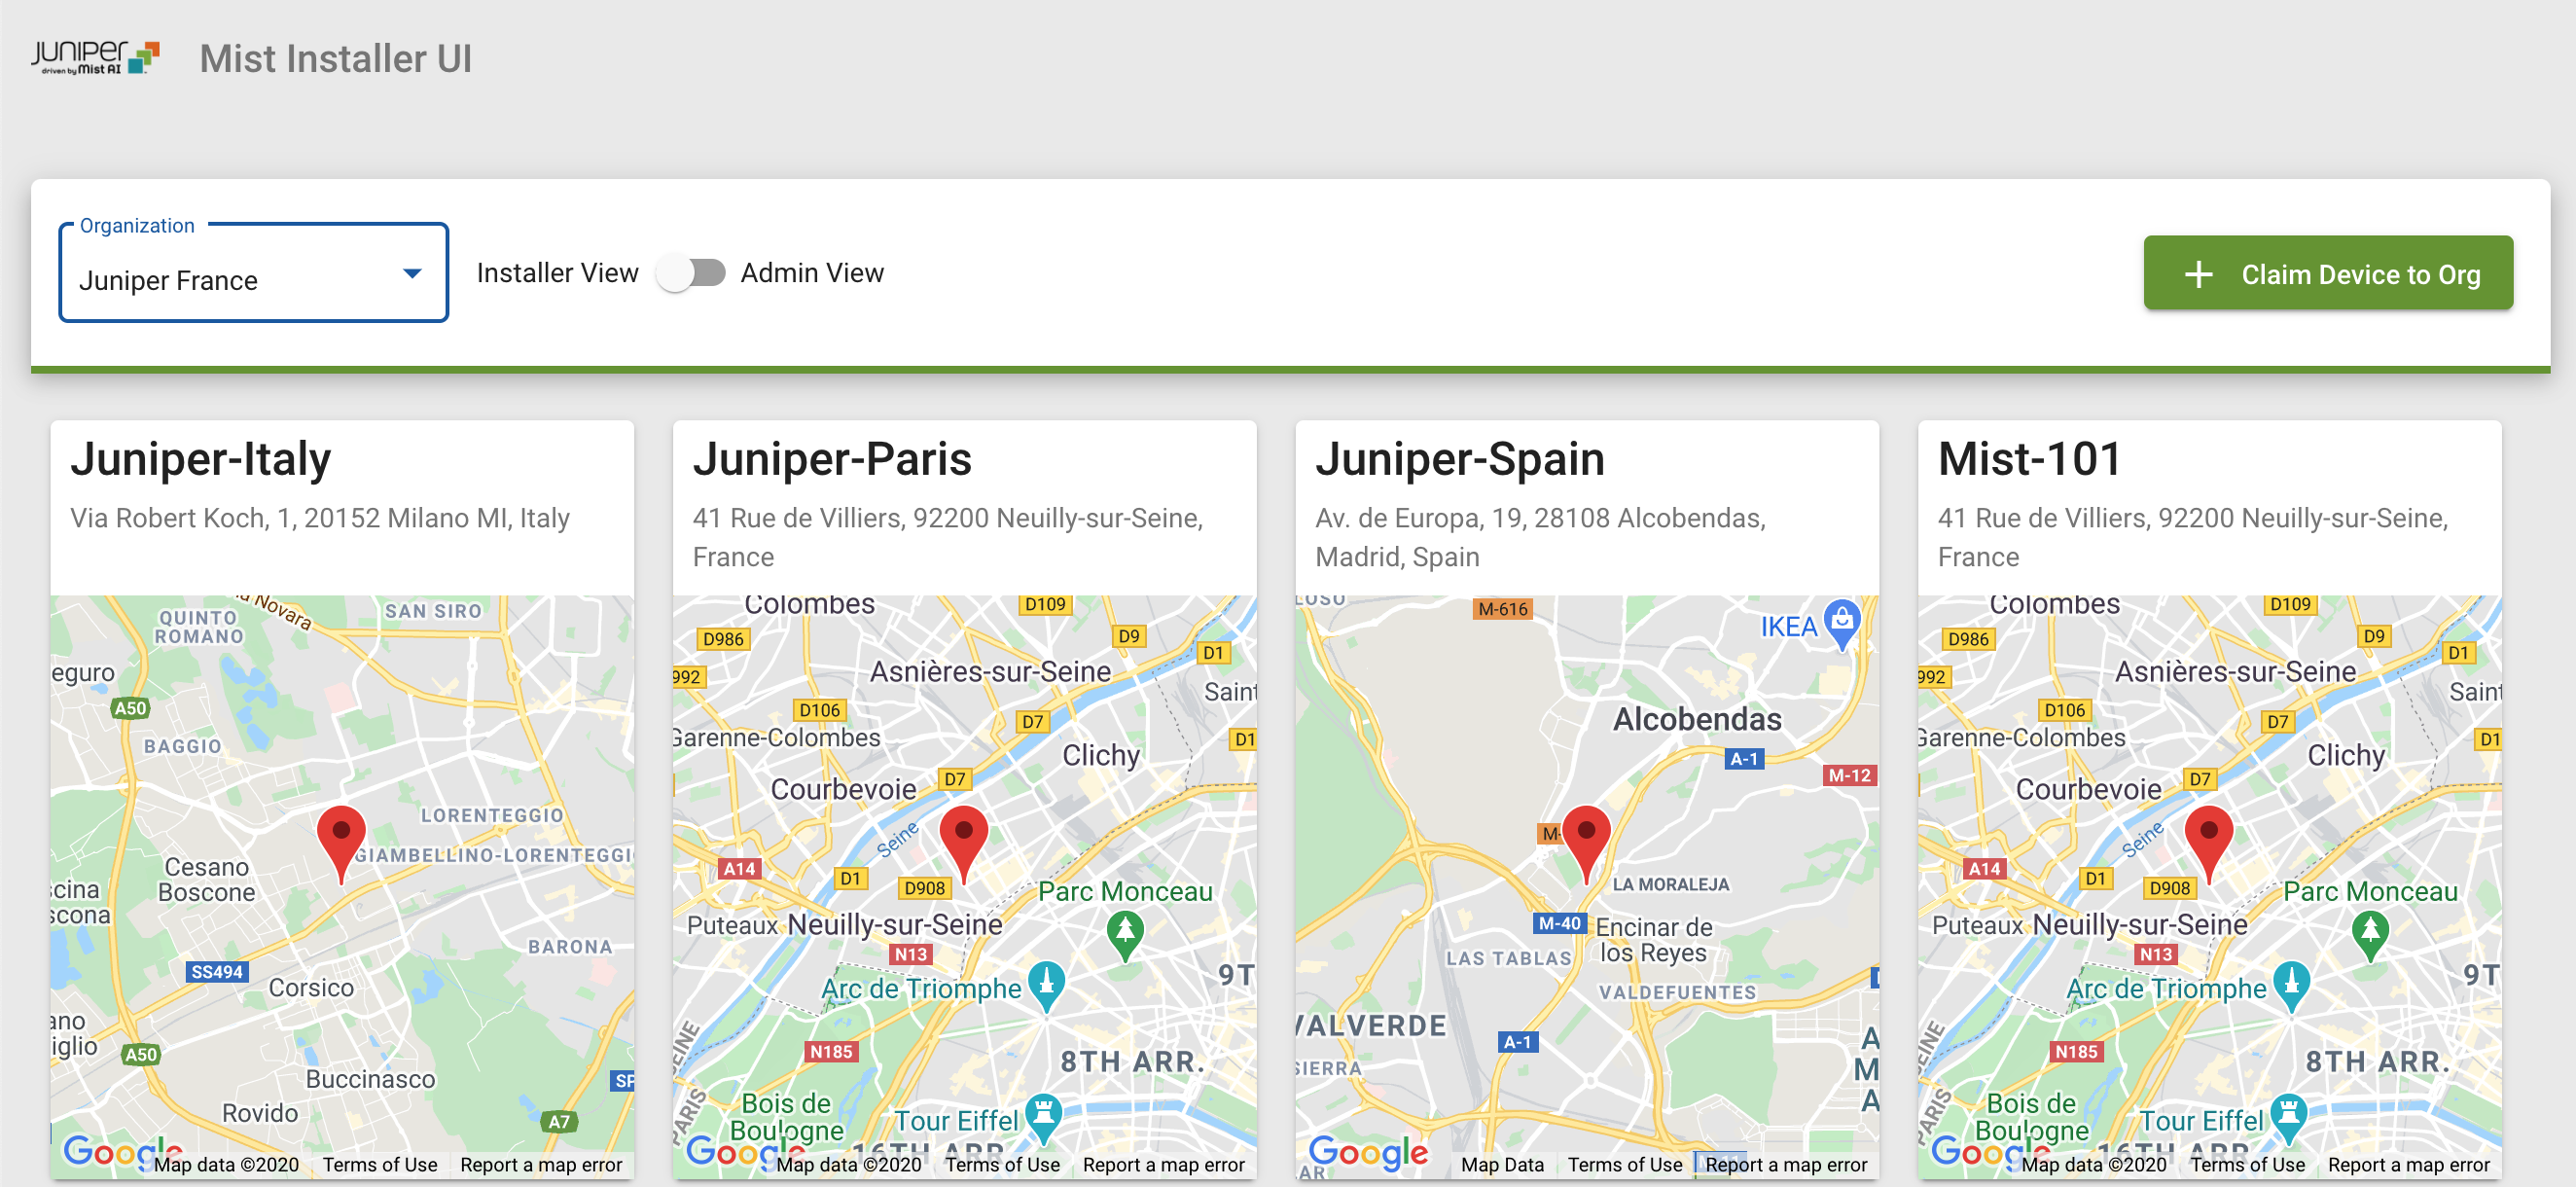 Juniper
driven by Mist AI
Mist Installer UI
Organization
Juniper France
Installer View
Admin View
+ Claim Device to Org
Juniper-Italy
Via Robert Koch, 1, 20152 Milano MI, Italy
QUINTO
ROMANO
Novara
SAN SIRO
eguro
A50
BAGGIO
LORENTEGGIO
GIAMBELLINO-LORENTEGGI
Cesano
Boscone
scina
scona
BARONA
SS494
Corsico
ano
iglio
A50
Buccinasco
SP
Rovido
A7
Google
Map data ©2020
Terms of Use
Report a map error
Juniper-Paris
41 Rue de Villiers, 92200 Neuilly-sur-Seine,
France
Colombes
D109
D986
D9
D1
992
Asnières-sur-Seine
Saint
D106
D7
Garenne-Colombes
D1
Clichy
Courbevoie
D7
Seine
A14
D1
D908
Parc Monceau
Puteaux
Neuilly-sur-Seine
N13
9T
Arc de Triomphe
EINE
N185
8TH ARR.
PARIS
Bois de
Boulogne
Tour Eiffel
16TH ARR
Google
Map data ©2020
Terms of Use
Report a map error
Juniper-Spain
Av. de Europa, 19, 28108 Alcobendas,
Madrid, Spain
LOSO
M-616
IKEA
Alcobendas
A-1
M-12
M-
LA MORALEJA
M-40
Encinar de
los Reyes
LAS TABLAS
VALDEFUENTES
VALVERDE
A-1
SIERRA
A
M
A
AR
Google
Map Data
Terms of Use
Report a map error
Mist-101
41 Rue de Villiers, 92200 Neuilly-sur-Seine,
France
Colombes
D109
D986
D9
D1
992
Asnières-sur-Seine
Saint
D106
D7
Garenne-Colombes
D1
Clichy
Courbevoie
D7
Seine
A14
D1
D908
Parc Monceau
Puteaux
Neuilly-sur-Seine
N13
9T
Arc de Triomphe
EINE
N185
8TH ARR.
PARIS
Bois de
Boulogne
Tour Eiffel
16TH ARR
Google
Map data ©2020
Terms of Use
Report a map error